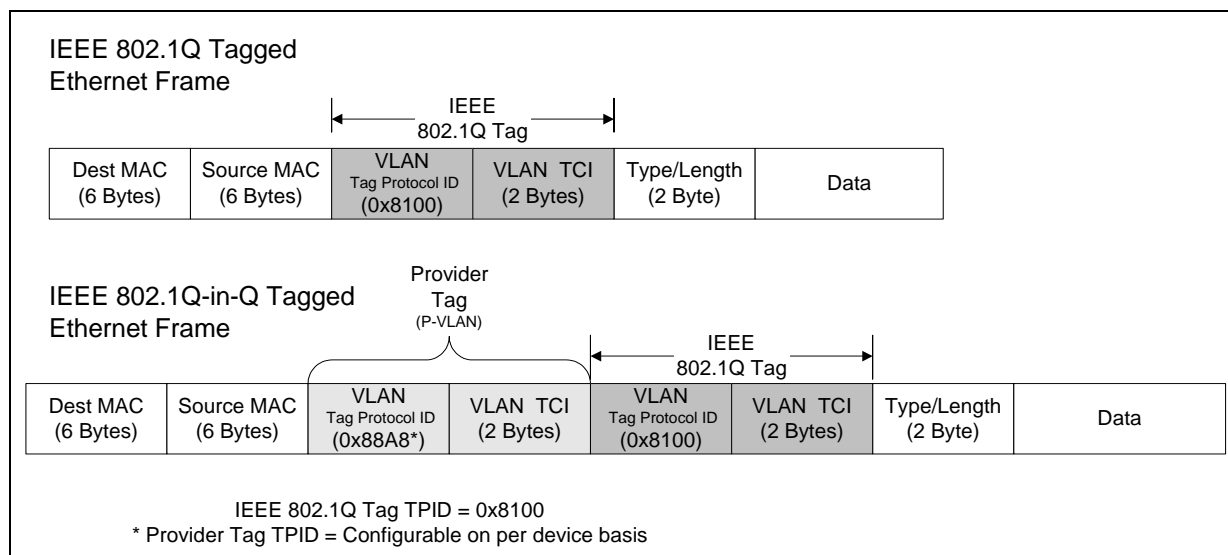 IEEE 802.1Q Tagged
Ethernet Frame
IEEE
802.1Q Tag
Dest MAC
(6 Bytes)
Source MAC
(6 Bytes)
VLAN
Tag Protocol ID
(0x8100)
VLAN TCI
(2 Bytes)
Type/Length
(2 Byte)
Data
IEEE 802.1Q-in-Q Tagged
Ethernet Frame
Provider
Tag
(P-VLAN)
IEEE
802.1Q Tag
Dest MAC
(6 Bytes)
Source MAC
(6 Bytes)
VLAN
Tag Protocol ID
(0x88A8*)
VLAN TCI
(2 Bytes)
VLAN
Tag Protocol ID
(0x8100)
VLAN TCI
(2 Bytes)
Type/Length
(2 Byte)
Data
IEEE 802.1Q Tag TPID = 0x8100
* Provider Tag TPID = Configurable on per device basis